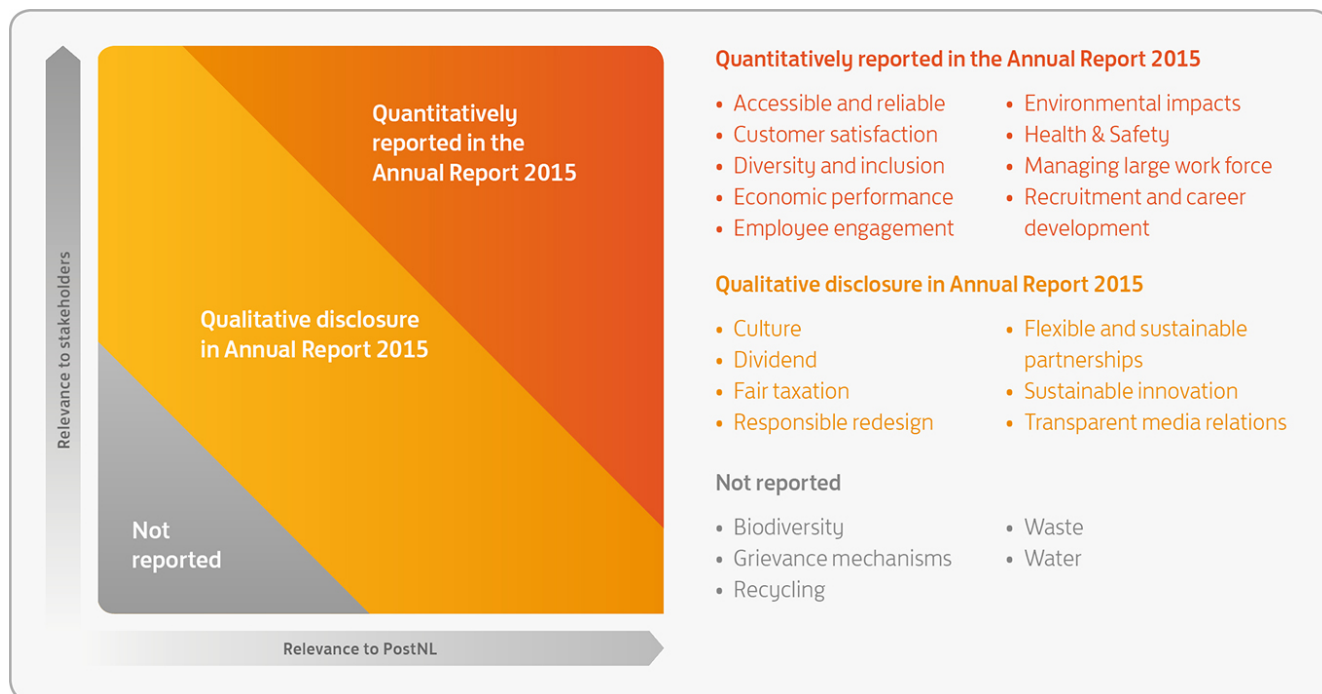 Relevance to stakeholders
Quantitatively
reported in the
Annual Report 2015
Qualitative disclosure
in Annual Report 2015
Not
reported
Relevance to PostNL
Quantitatively reported in the Annual Report 2015
• Accessible and reliable
• Customer satisfaction
• Diversity and inclusion
• Economic performance
• Employee engagement
• Environmental impacts
• Health & Safety
• Managing large work force
• Recruitment and career
development
Qualitative disclosure in Annual Report 2015
• Culture
• Dividend
• Fair taxation
• Responsible redesign
• Flexible and sustainable
partnerships
• Sustainable innovation
• Transparent media relations
Not reported
• Biodiversity
• Grievance mechanisms
• Recycling
• Waste
• Water